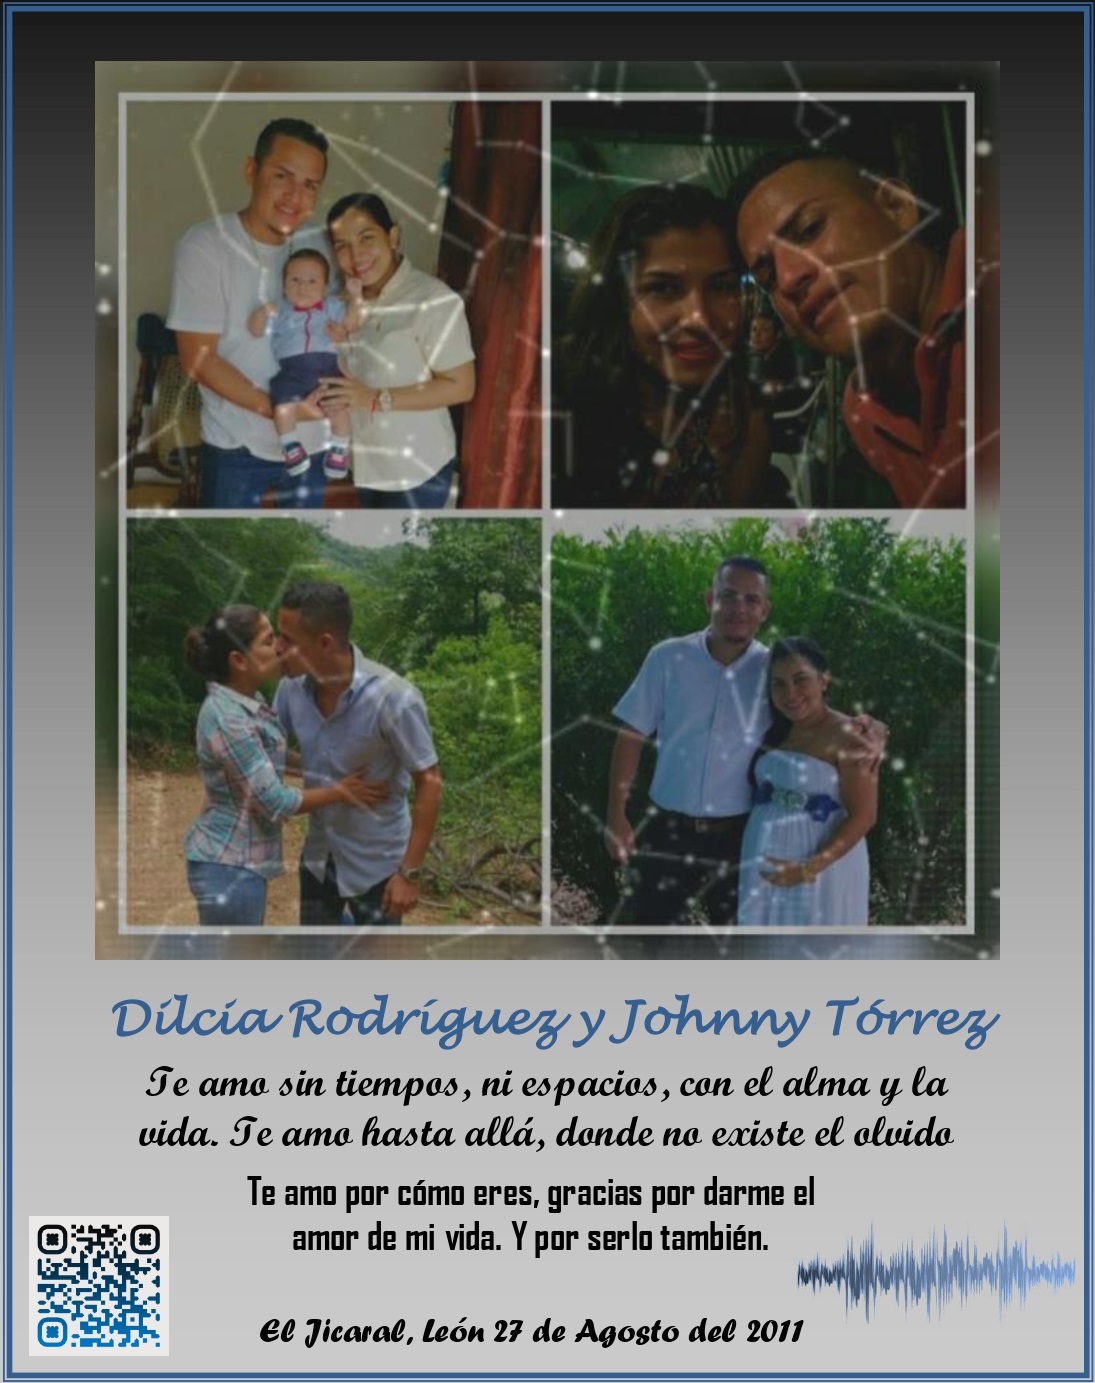 Dilcia Rodríguez y Johnny Tórrez
Te amo sin tiempos, ni espacios, con el alma y la
vida. Te amo hasta allá, donde no existe el olvido
Te amo por cómo eres, gracias por darme el
amor de mi vida. Y por serlo también.
El Jicaral, León 27 de Agosto del 2011